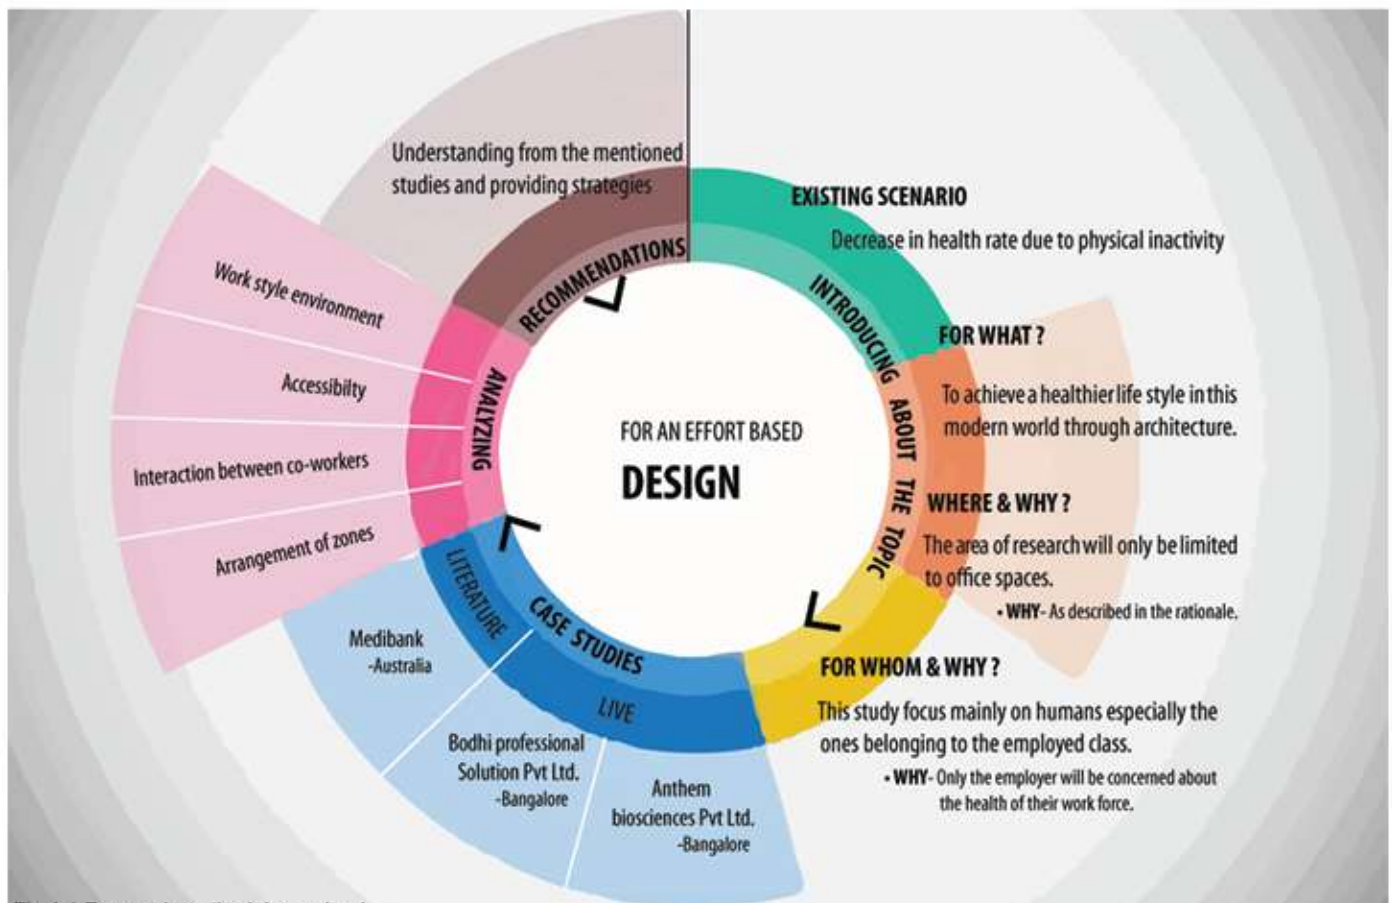 FOR AN EFFORT BASED
DESIGN
INTRODUCING ABOUT THE TOPIC
EXISTING SCENARIO
Decrease in health rate due to physical inactivity
FOR WHAT ?
To achieve a healthier life style in this
modern world through architecture.
WHERE & WHY ?
The area of research will only be limited
to office spaces.
• WHY- As described in the rationale.
FOR WHOM & WHY ?
This study focus mainly on humans especially the
ones belonging to the employed class.
• WHY- Only the employer will be concerned about
the health of their work force.
CASE STUDIES
LIVE
Anthem
biosciences Pvt Ltd.
-Bangalore
Bodhi professional
Solution Pvt Ltd.
-Bangalore
LITERATURE
Medibank
-Australia
ANALYZING
Arrangement of zones
Interaction between co-workers
Accessibilty
Work style environment
RECOMMENDATIONS
Understanding from the mentioned
studies and providing strategies